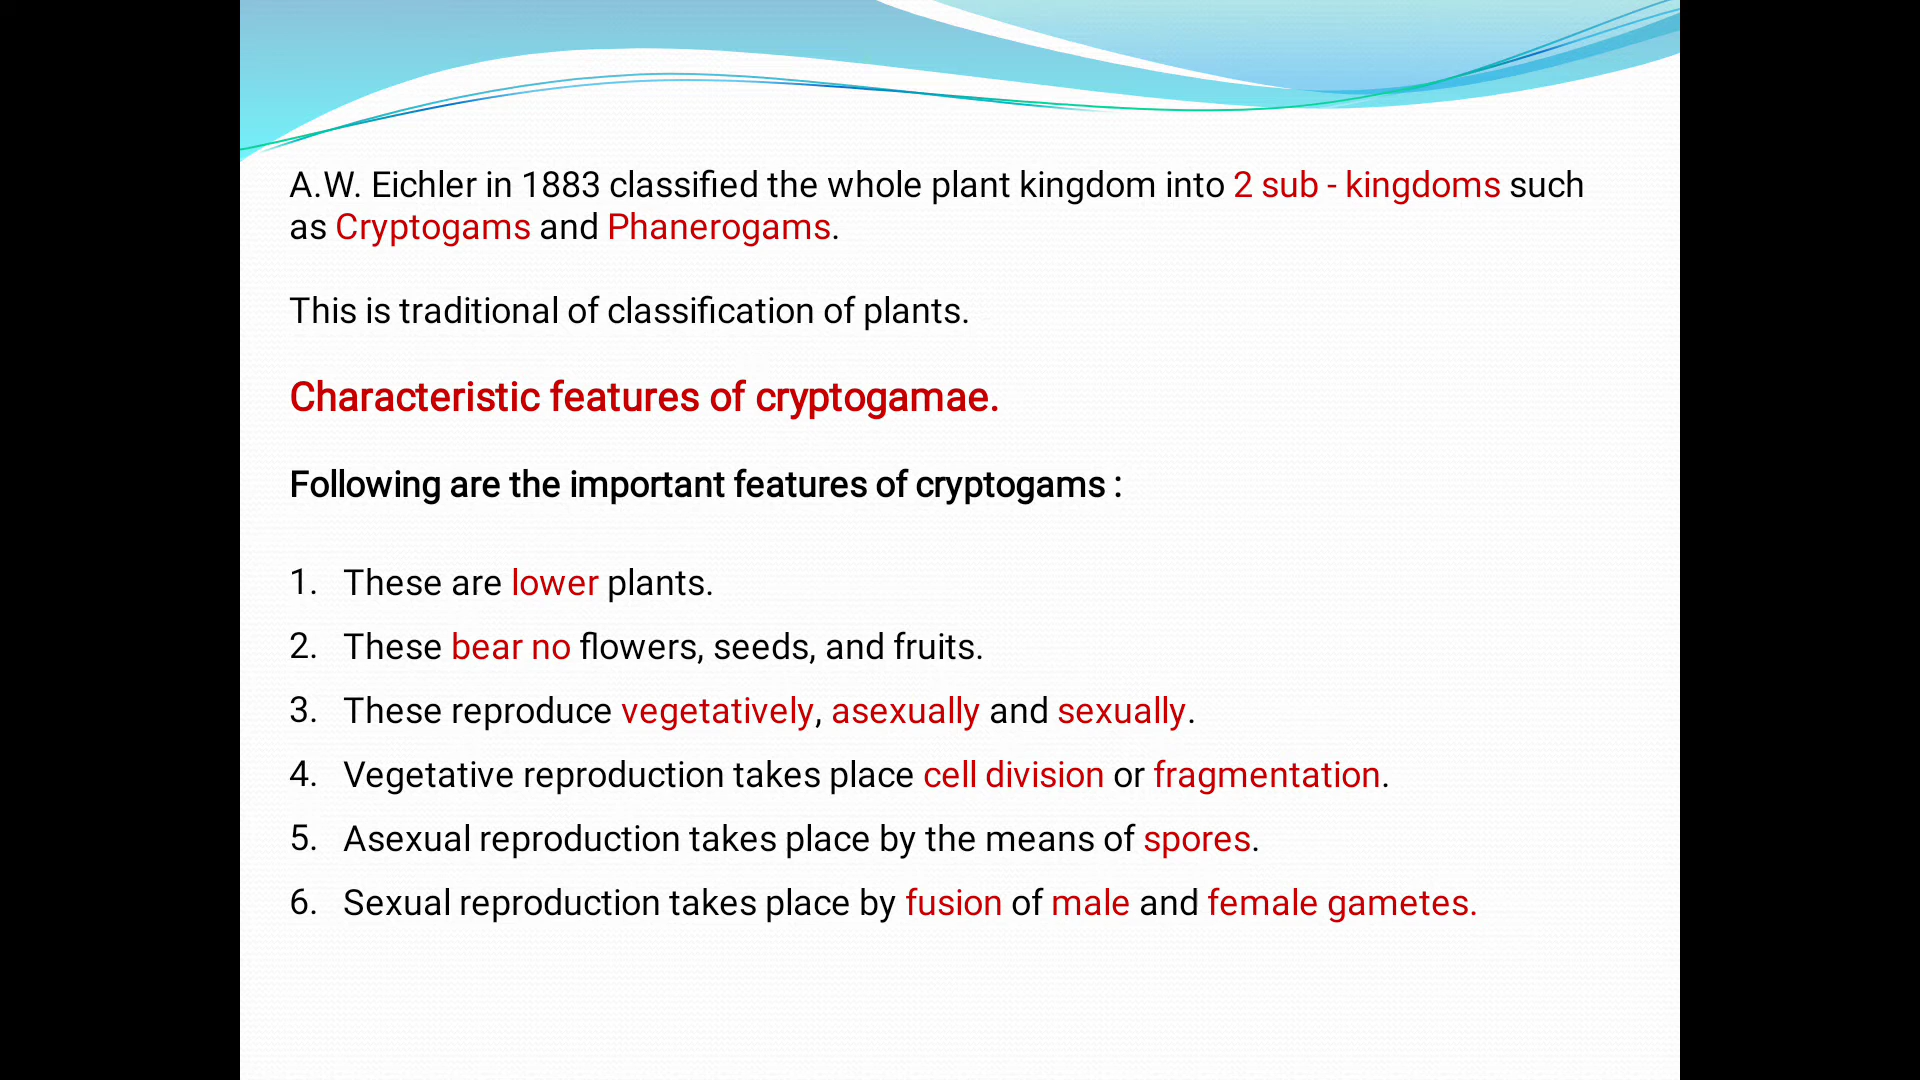 A.W. Eichler in 1883 classified the whole plant kingdom into 2 sub - kingdoms such
as Cryptogams and Phanerogams.
This is traditional of classification of plants.
Characteristic features of cryptogamae.
Following are the important features of cryptogams :
1. These are lower plants.
2. These bear no flowers, seeds, and fruits.
3. These reproduce vegetatively, asexually and sexually.
4. Vegetative reproduction takes place cell division or fragmentation.
5. Asexual reproduction takes place by the means of spores.
6. Sexual reproduction takes place by fusion of male and female gametes.